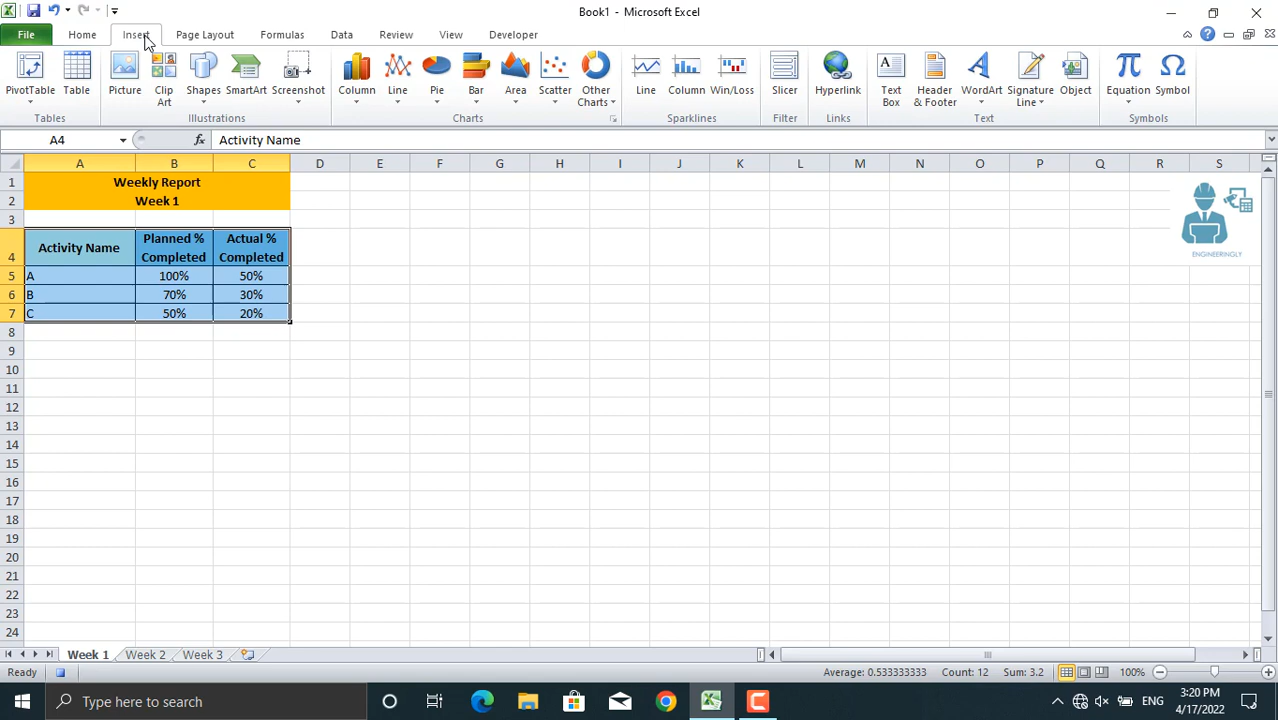 Book1 - Microsoft Excel
File Home Insert Page Layout Formulas Data Review View Developer
PivotTable Table Picture Clip Art Shapes SmartArt Screenshot Column Line Pie Bar Area Scatter Other Charts Line Column Win/Loss Slicer Hyperlink Text Box Header & Footer WordArt Signature Line Object Equation Symbol
Tables Illustrations Charts Sparklines Filter Links Text Symbols
A4 fx Activity Name
A B C D E F G H I J K L M N O P Q R S
1 Weekly Report
2 Week 1
3
4 Activity Name Planned % Completed Actual % Completed
5 A 100% 50%
6 B 70% 30%
7 C 50% 20%
ENGINEERINGLY
8
9
10
11
12
13
14
15
16
17
18
19
20
21
22
23
24
Week 1 Week 2 Week 3
Ready Average: 0.533333333 Count: 12 Sum: 3.2 100%
Type here to search ENG 3:20 PM
4/17/2022